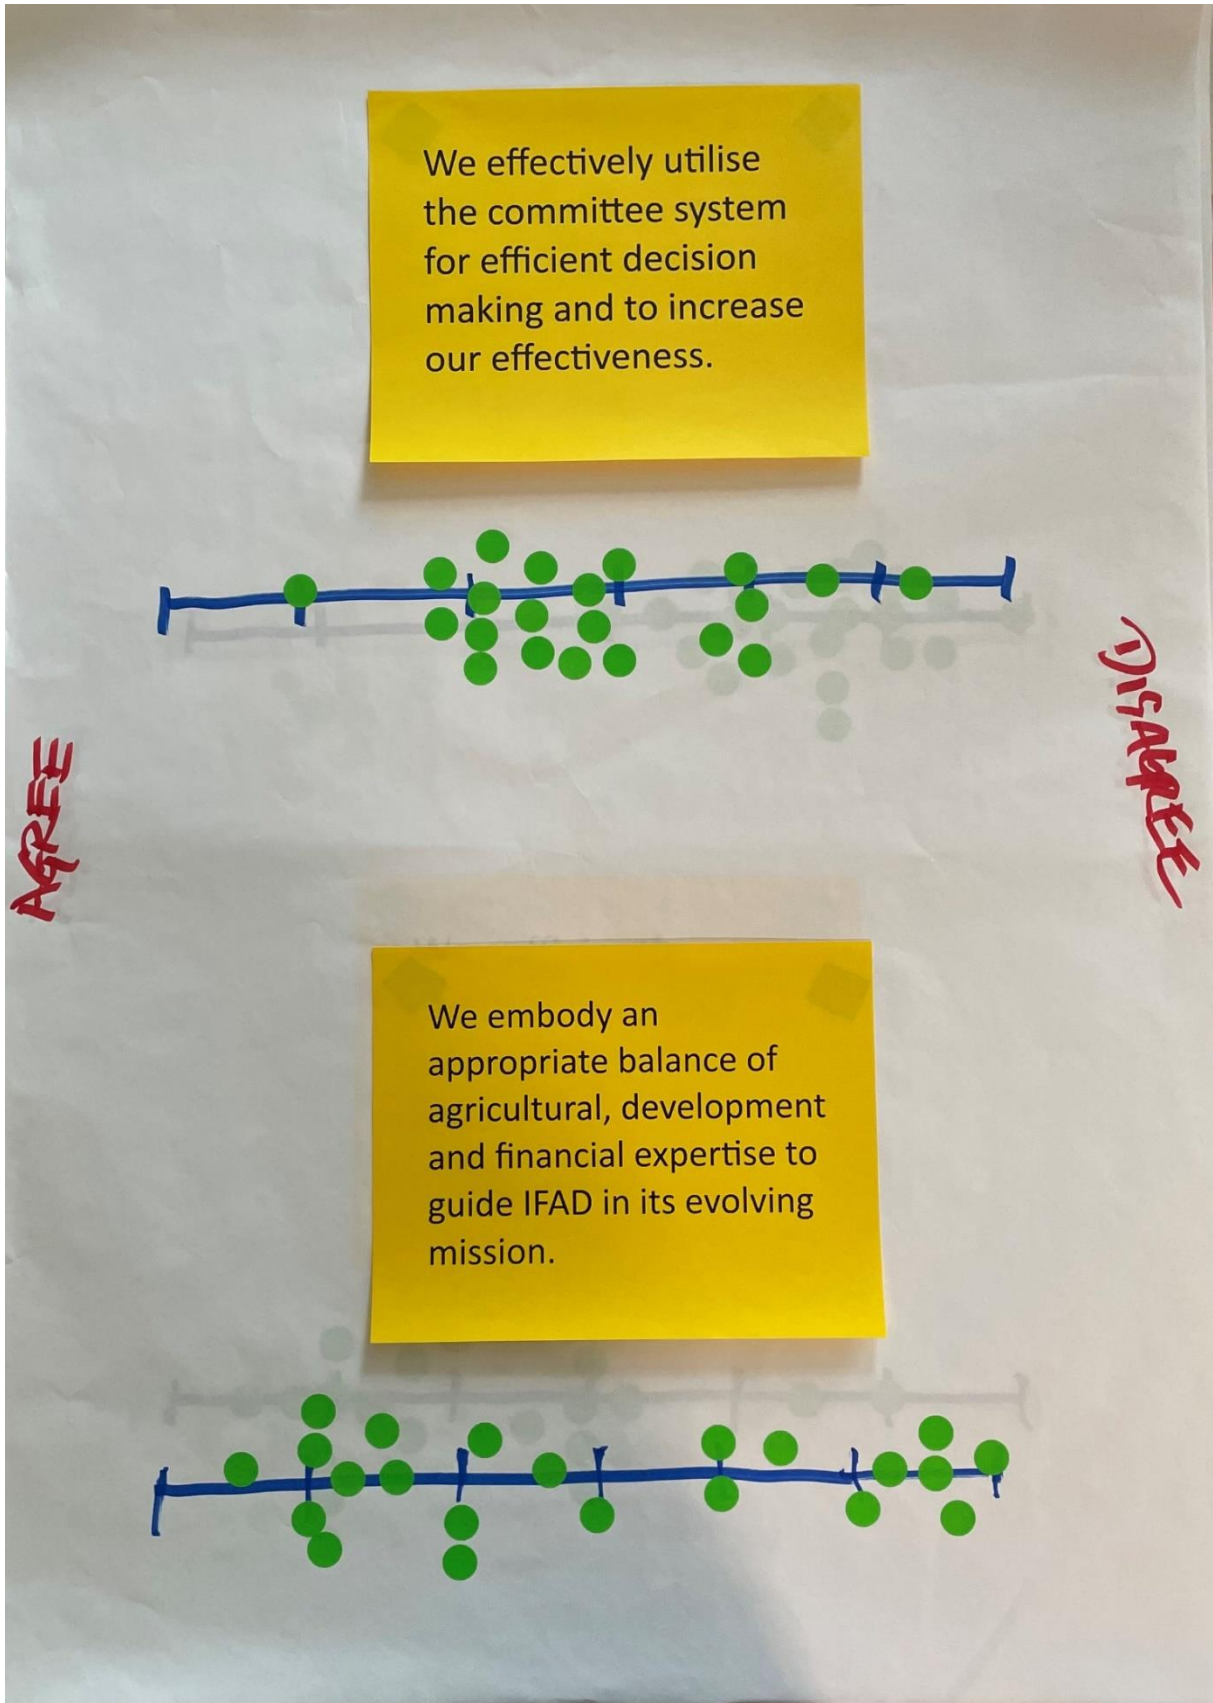 We effectively utilise
the committee system
for efficient decision
making and to increase
our effectiveness.
AGREE
DISAGREE
We embody an
appropriate balance of
agricultural, development
and financial expertise to
guide IFAD in its evolving
mission.